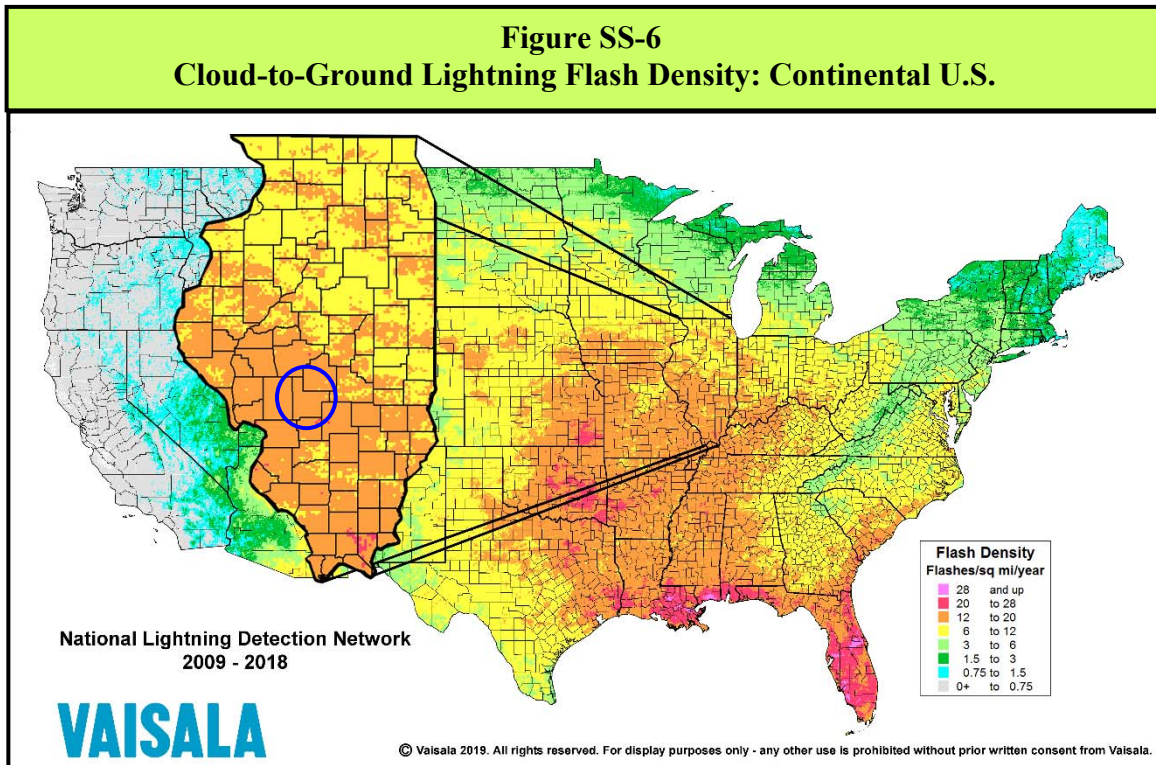 Figure SS-6
Cloud-to-Ground Lightning Flash Density: Continental U.S.
National Lightning Detection Network
2009 - 2018
VAISALA
Flash Density
Flashes/sq mi/year
28 and up
20 to 28
12 to 20
6 to 12
3 to 6
1.5 to 3
0.75 to 1.5
0+ to 0.75
© Vaisala 2019. All rights reserved. For display purposes only - any other use is prohibited without prior written consent from Vaisala.